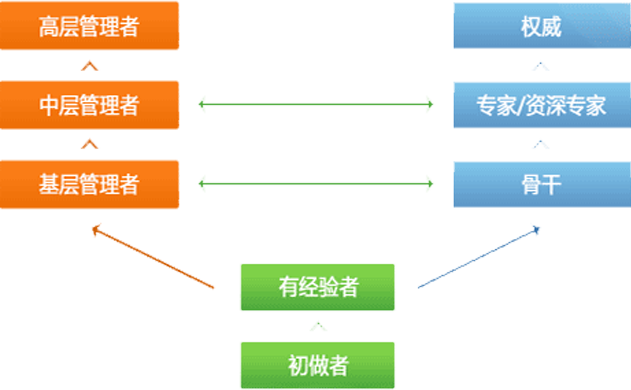 高层管理者
权威
中层管理者
专家/资深专家
基层管理者
骨干
有经验者
初做者